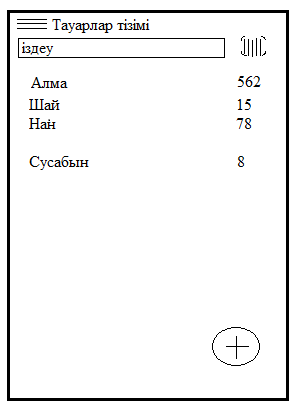 Тауарлар тізімі
іздеу
Алма 562
Шай 15
Нан 78
Сусабын 8